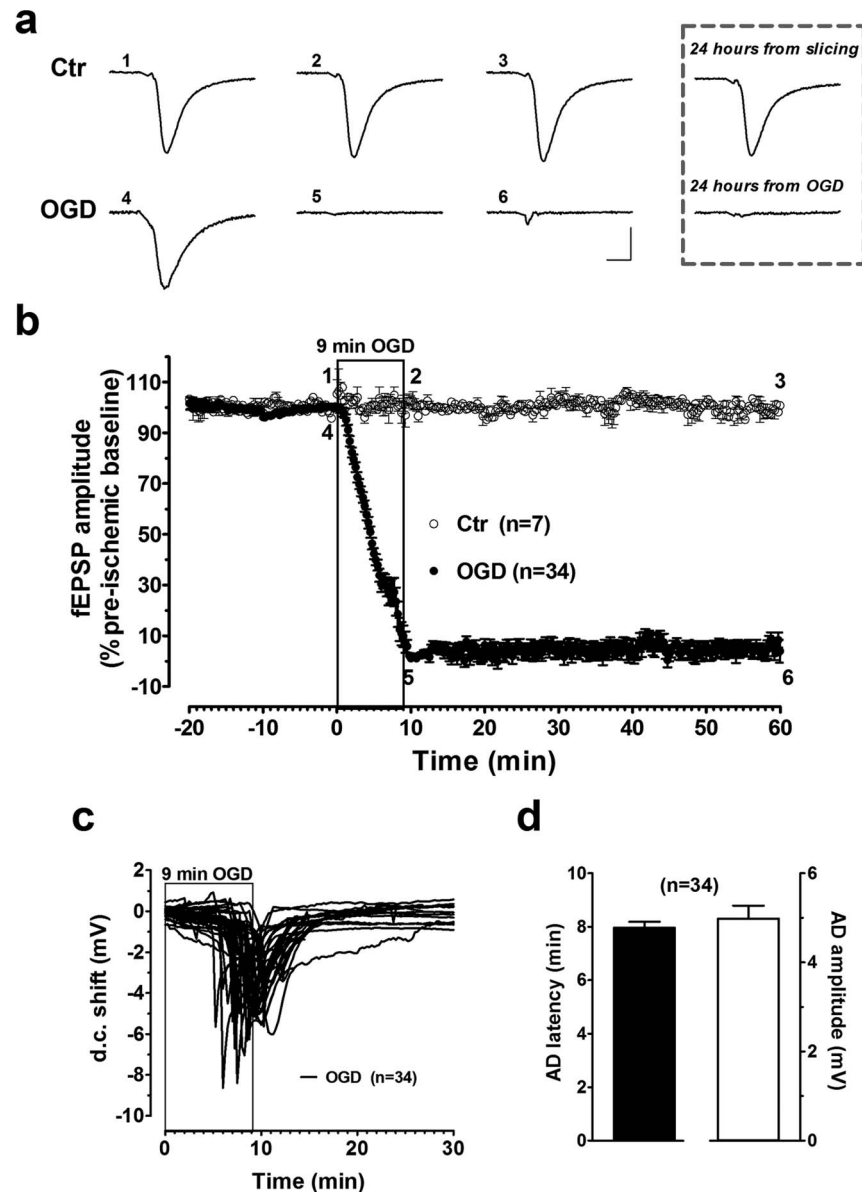 a
Ctr
1
2
3
24 hours from slicing
OGD
4
5
6
24 hours from OGD
b
9 min OGD
fEPSP amplitude
(% pre-ischemic baseline)
110
90
70
50
30
10
-10
1
2
3
4
5
6
Ctr (n=7)
OGD (n=34)
-20
-10
0
10
20
30
40
50
60
Time (min)
c
9 min OGD
d.c. shift (mV)
2
0
-2
-4
-6
-8
-10
OGD (n=34)
0
10
20
30
Time (min)
d
(n=34)
AD latency (min)
10
8
6
4
2
0
6
4
2
0
AD amplitude (mV)